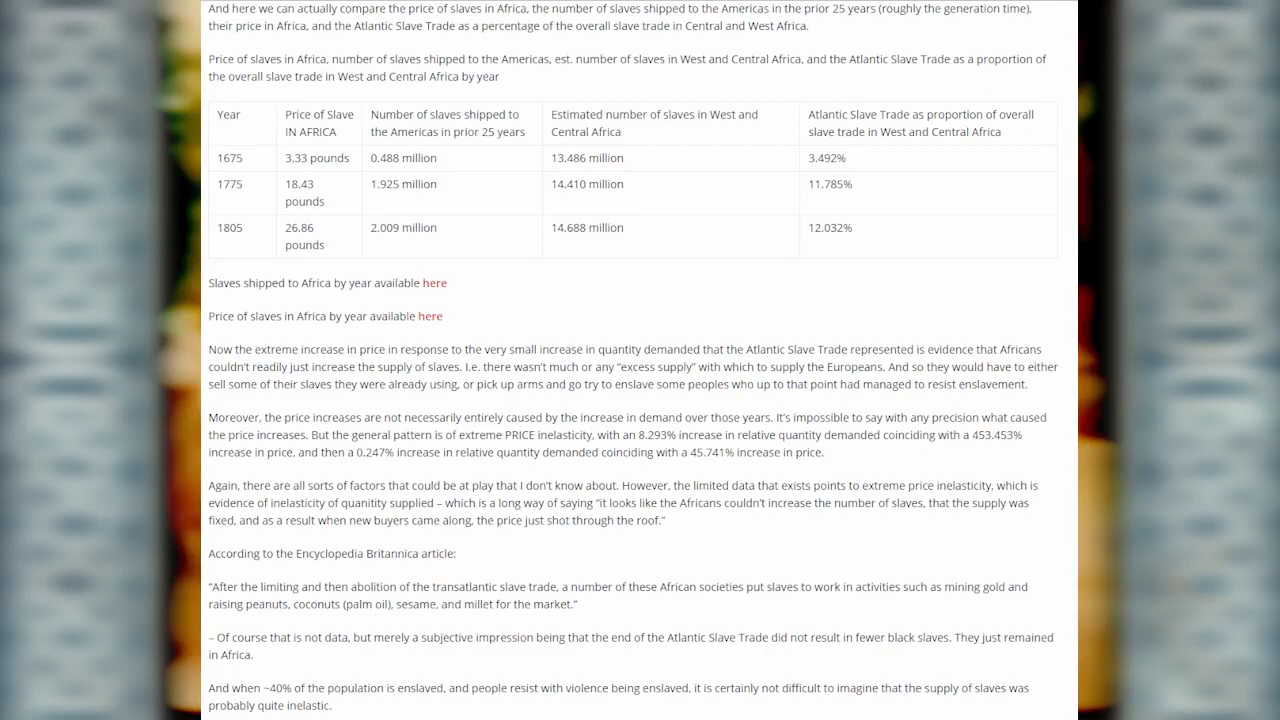 And here we can actually compare the price of slaves in Africa, the number of slaves shipped to the Americas in the prior 25 years (roughly the generation time),
their price in Africa, and the Atlantic Slave Trade as a percentage of the overall slave trade in Central and West Africa.
Price of slaves in Africa, number of slaves shipped to the Americas, est. number of slaves in West and Central Africa, and the Atlantic Slave Trade as a proportion of
the overall slave trade in West and Central Africa by year
Year Price of Slave Number of slaves shipped to Estimated number of slaves in West and Atlantic Slave Trade as proportion of overall
IN AFRICA the Americas in prior 25 years Central Africa slave trade in West and Central Africa
1675 3.33 pounds 0.488 million 13.486 million 3.492%
1775 18.43 1.925 million 14.410 million 11.785%
pounds
1805 26.86 2.009 million 14.688 million 12.032%
pounds
Slaves shipped to Africa by year available here
Price of slaves in Africa by year available here
Now the extreme increase in price in response to the very small increase in quantity demanded that the Atlantic Slave Trade represented is evidence that Africans
couldn't readily just increase the supply of slaves. I.e. there wasn't much or any "excess supply" with which to supply the Europeans. And so they would have to either
sell some of their slaves they were already using, or pick up arms and go try to enslave some peoples who up to that point had managed to resist enslavement.
Moreover, the price increases are not necessarily entirely caused by the increase in demand over those years. It's impossible to say with any precision what caused
the price increases. But the general pattern is of extreme PRICE inelasticity, with an 8.293% increase in relative quantity demanded coinciding with a 453.453%
increase in price, and then a 0.247% increase in relative quantity demanded coinciding with a 45.741% increase in price.
Again, there are all sorts of factors that could be at play that I don't know about. However, the limited data that exists points to extreme price inelasticity, which is
evidence of inelasticity of quanitity supplied – which is a long way of saying "it looks like the Africans couldn't increase the number of slaves, that the supply was
fixed, and as a result when new buyers came along, the price just shot through the roof."
According to the Encyclopedia Britannica article:
"After the limiting and then abolition of the transatlantic slave trade, a number of these African societies put slaves to work in activities such as mining gold and
raising peanuts, coconuts (palm oil), sesame, and millet for the market."
– Of course that is not data, but merely a subjective impression being that the end of the Atlantic Slave Trade did not result in fewer black slaves. They just remained
in Africa.
And when ~40% of the population is enslaved, and people resist with violence being enslaved, it is certainly not difficult to imagine that the supply of slaves was
probably quite inelastic.